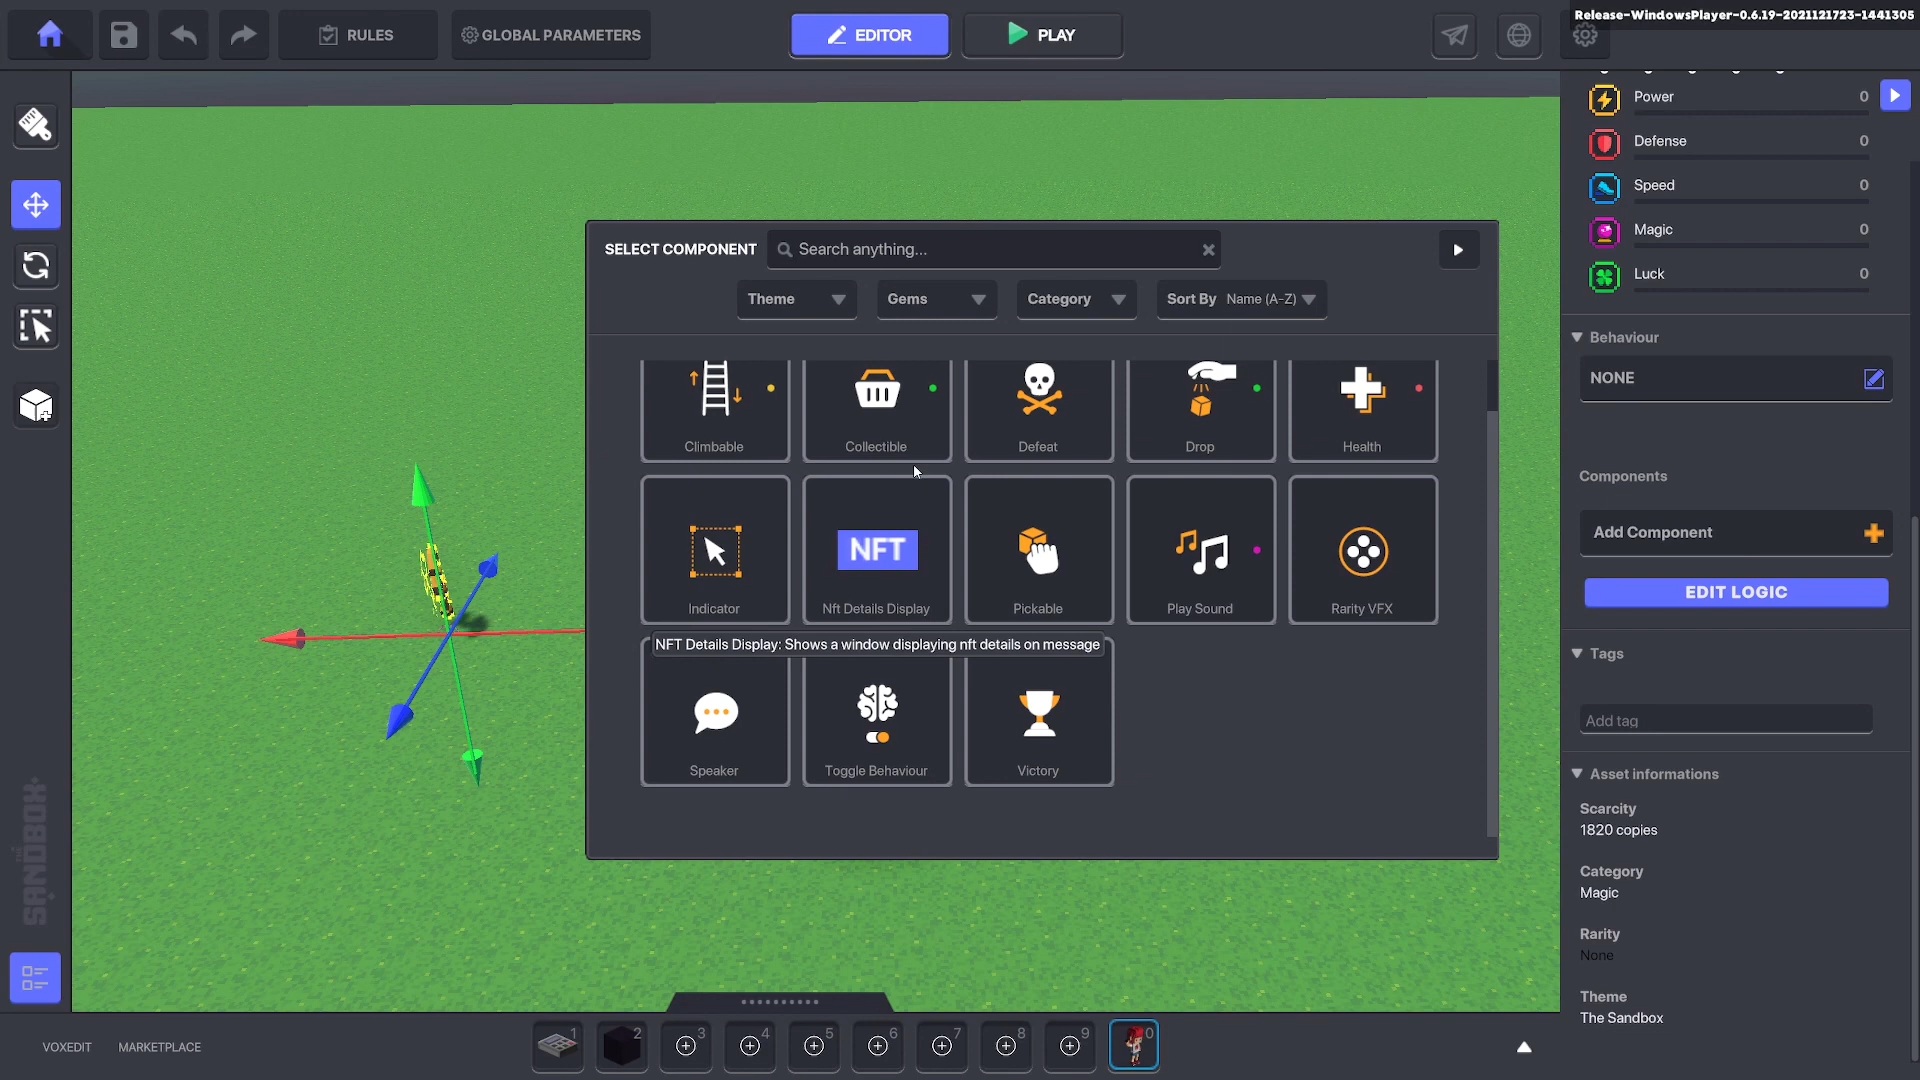 Release-WindowsPlayer-0.6.19-2021121723-1441305
RULES
GLOBAL PARAMETERS
EDITOR
PLAY
Power 0
Defense 0
Speed 0
Magic 0
Luck 0
SELECT COMPONENT
Search anything...
Theme
Gems
Category
Sort By Name (A-Z)
Climbable
Collectible
Defeat
Drop
Health
Indicator
NFT
Nft Details Display
Pickable
Play Sound
Rarity VFX
NFT Details Display: Shows a window displaying nft details on message
Speaker
Toggle Behaviour
Victory
Behaviour
NONE
Components
Add Component
EDIT LOGIC
Tags
Add tag
Asset informations
Scarcity
1820 copies
Category
Magic
Rarity
None
Theme
The Sandbox
THE SANDBOX
VOXEDIT
MARKETPLACE
1
2
3
4
5
6
7
8
9
0